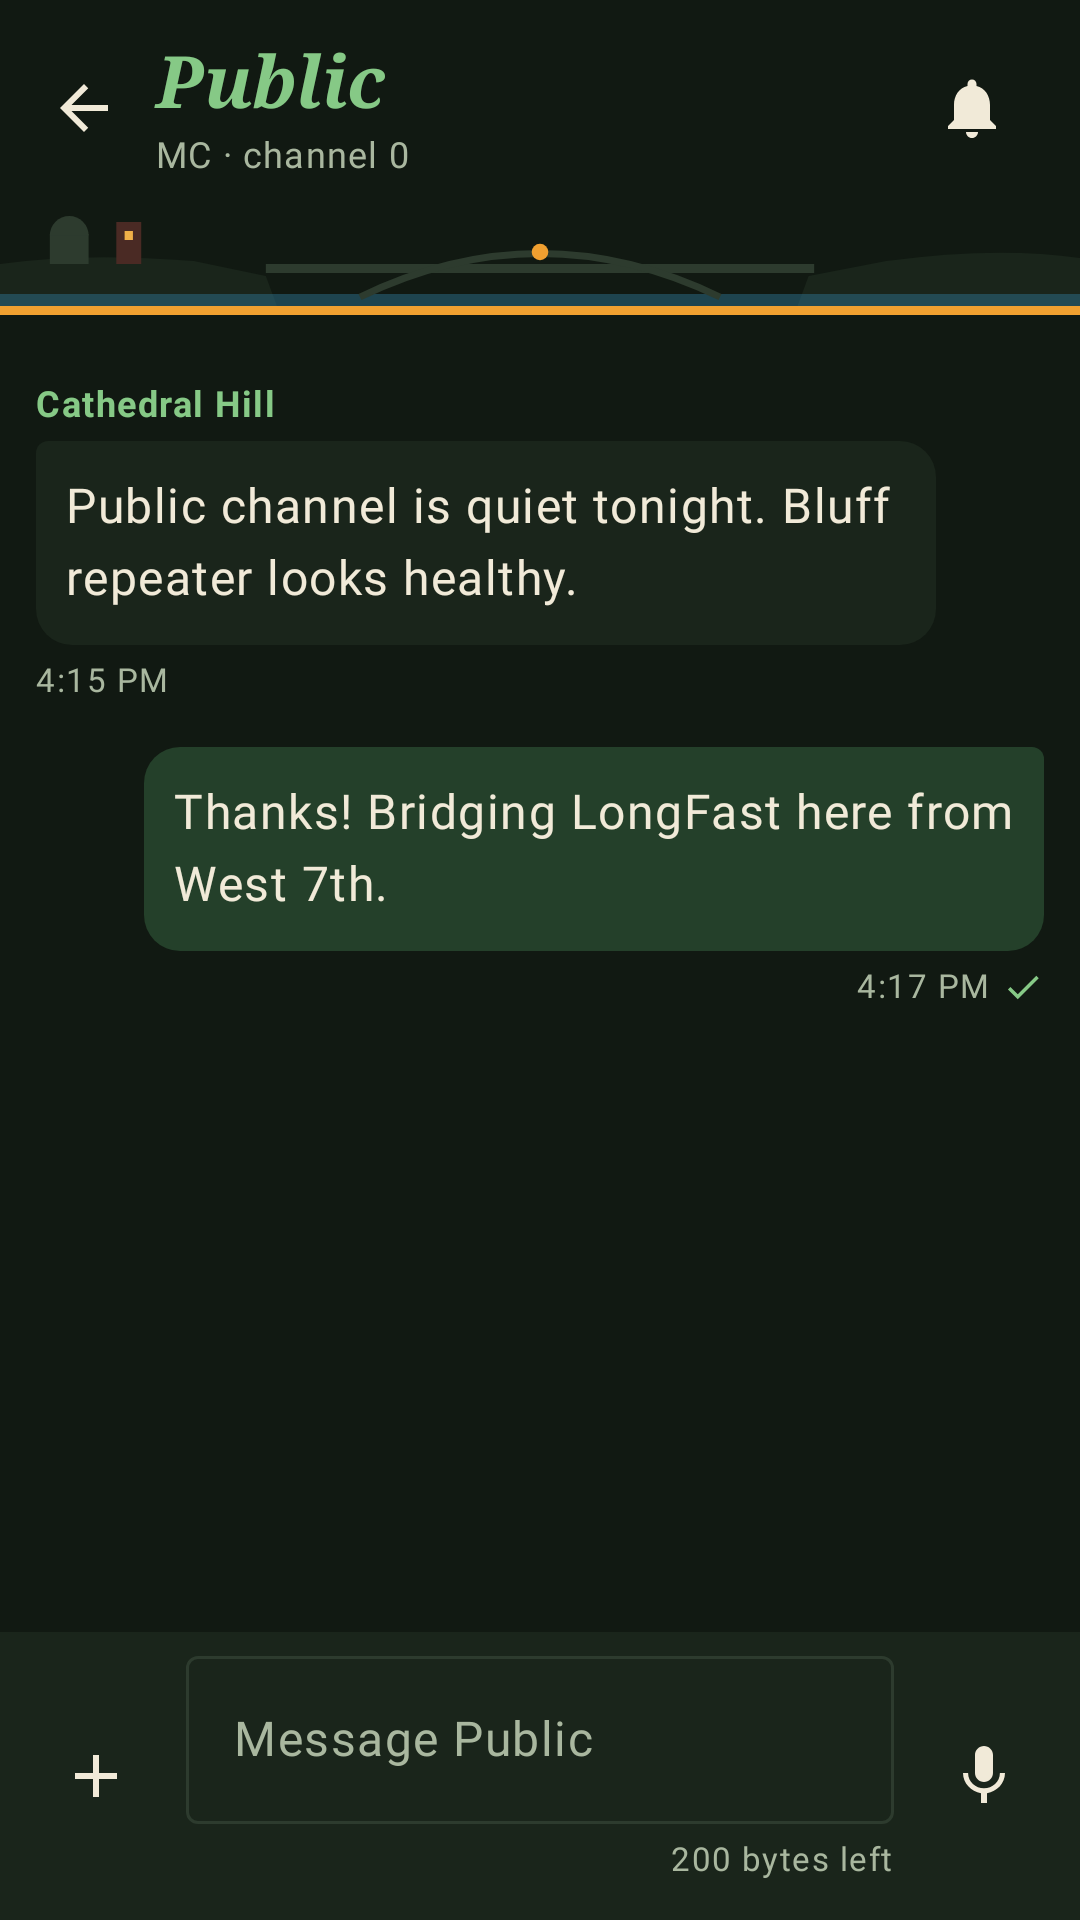 Public
MC · channel 0
Cathedral Hill
Public channel is quiet tonight. Bluff
repeater looks healthy.
4:15 PM
Thanks! Bridging LongFast here from
West 7th.
4:17 PM
Message Public
200 bytes left